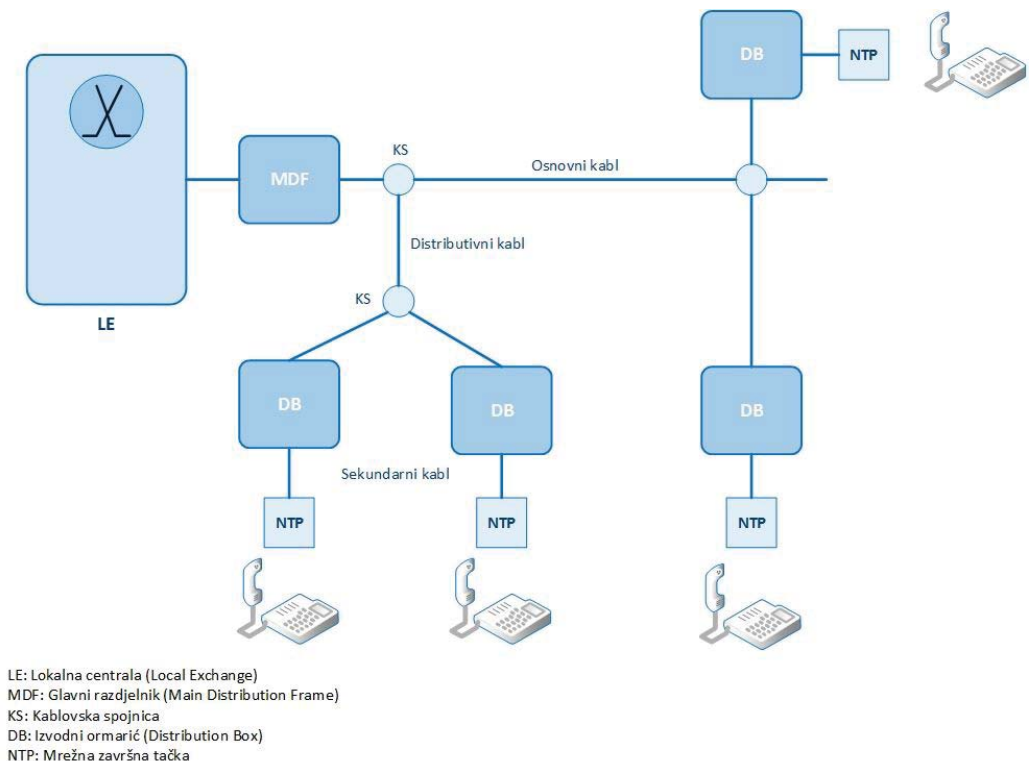 DB
NTP
KS
Osnovni kabl
MDF
Distributivni kabl
KS
LE
DB
DB
DB
Sekundarni kabl
NTP
NTP
NTP
LE: Lokalna centrala (Local Exchange)
MDF: Glavni razdjelnik (Main Distribution Frame)
KS: Kablovska spojnica
DB: Izvodni ormarić (Distribution Box)
NTP: Mrežna završna tačka